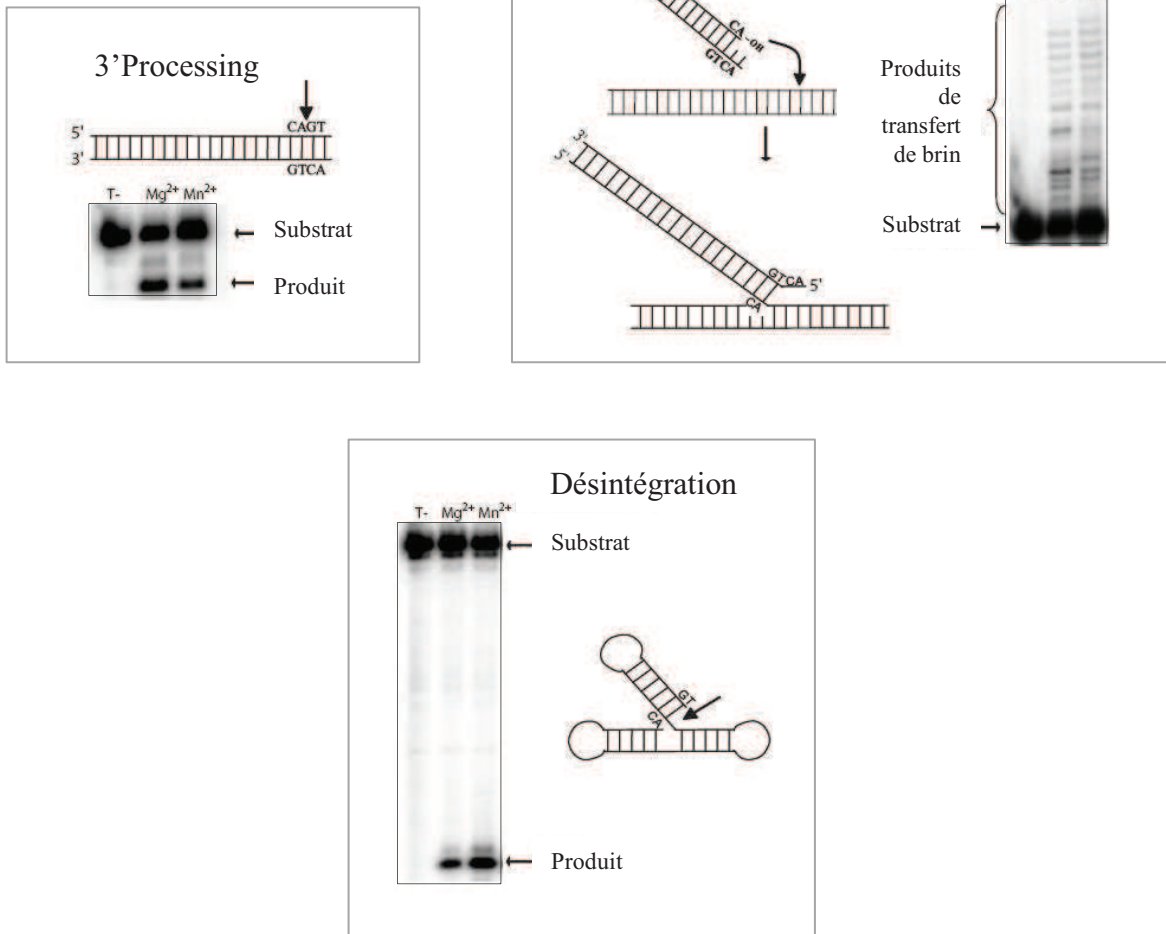 3'Processing
CAGT
5'
3'
GTCA
T- Mg2+ Mn2+
Substrat
Produit
CA-OH
GTCA
3'
5'
GTCA 5'
CA
Produits
de
transfert
de brin
Substrat
Désintégration
T- Mg2+ Mn2+
Substrat
GT
CA
Produit